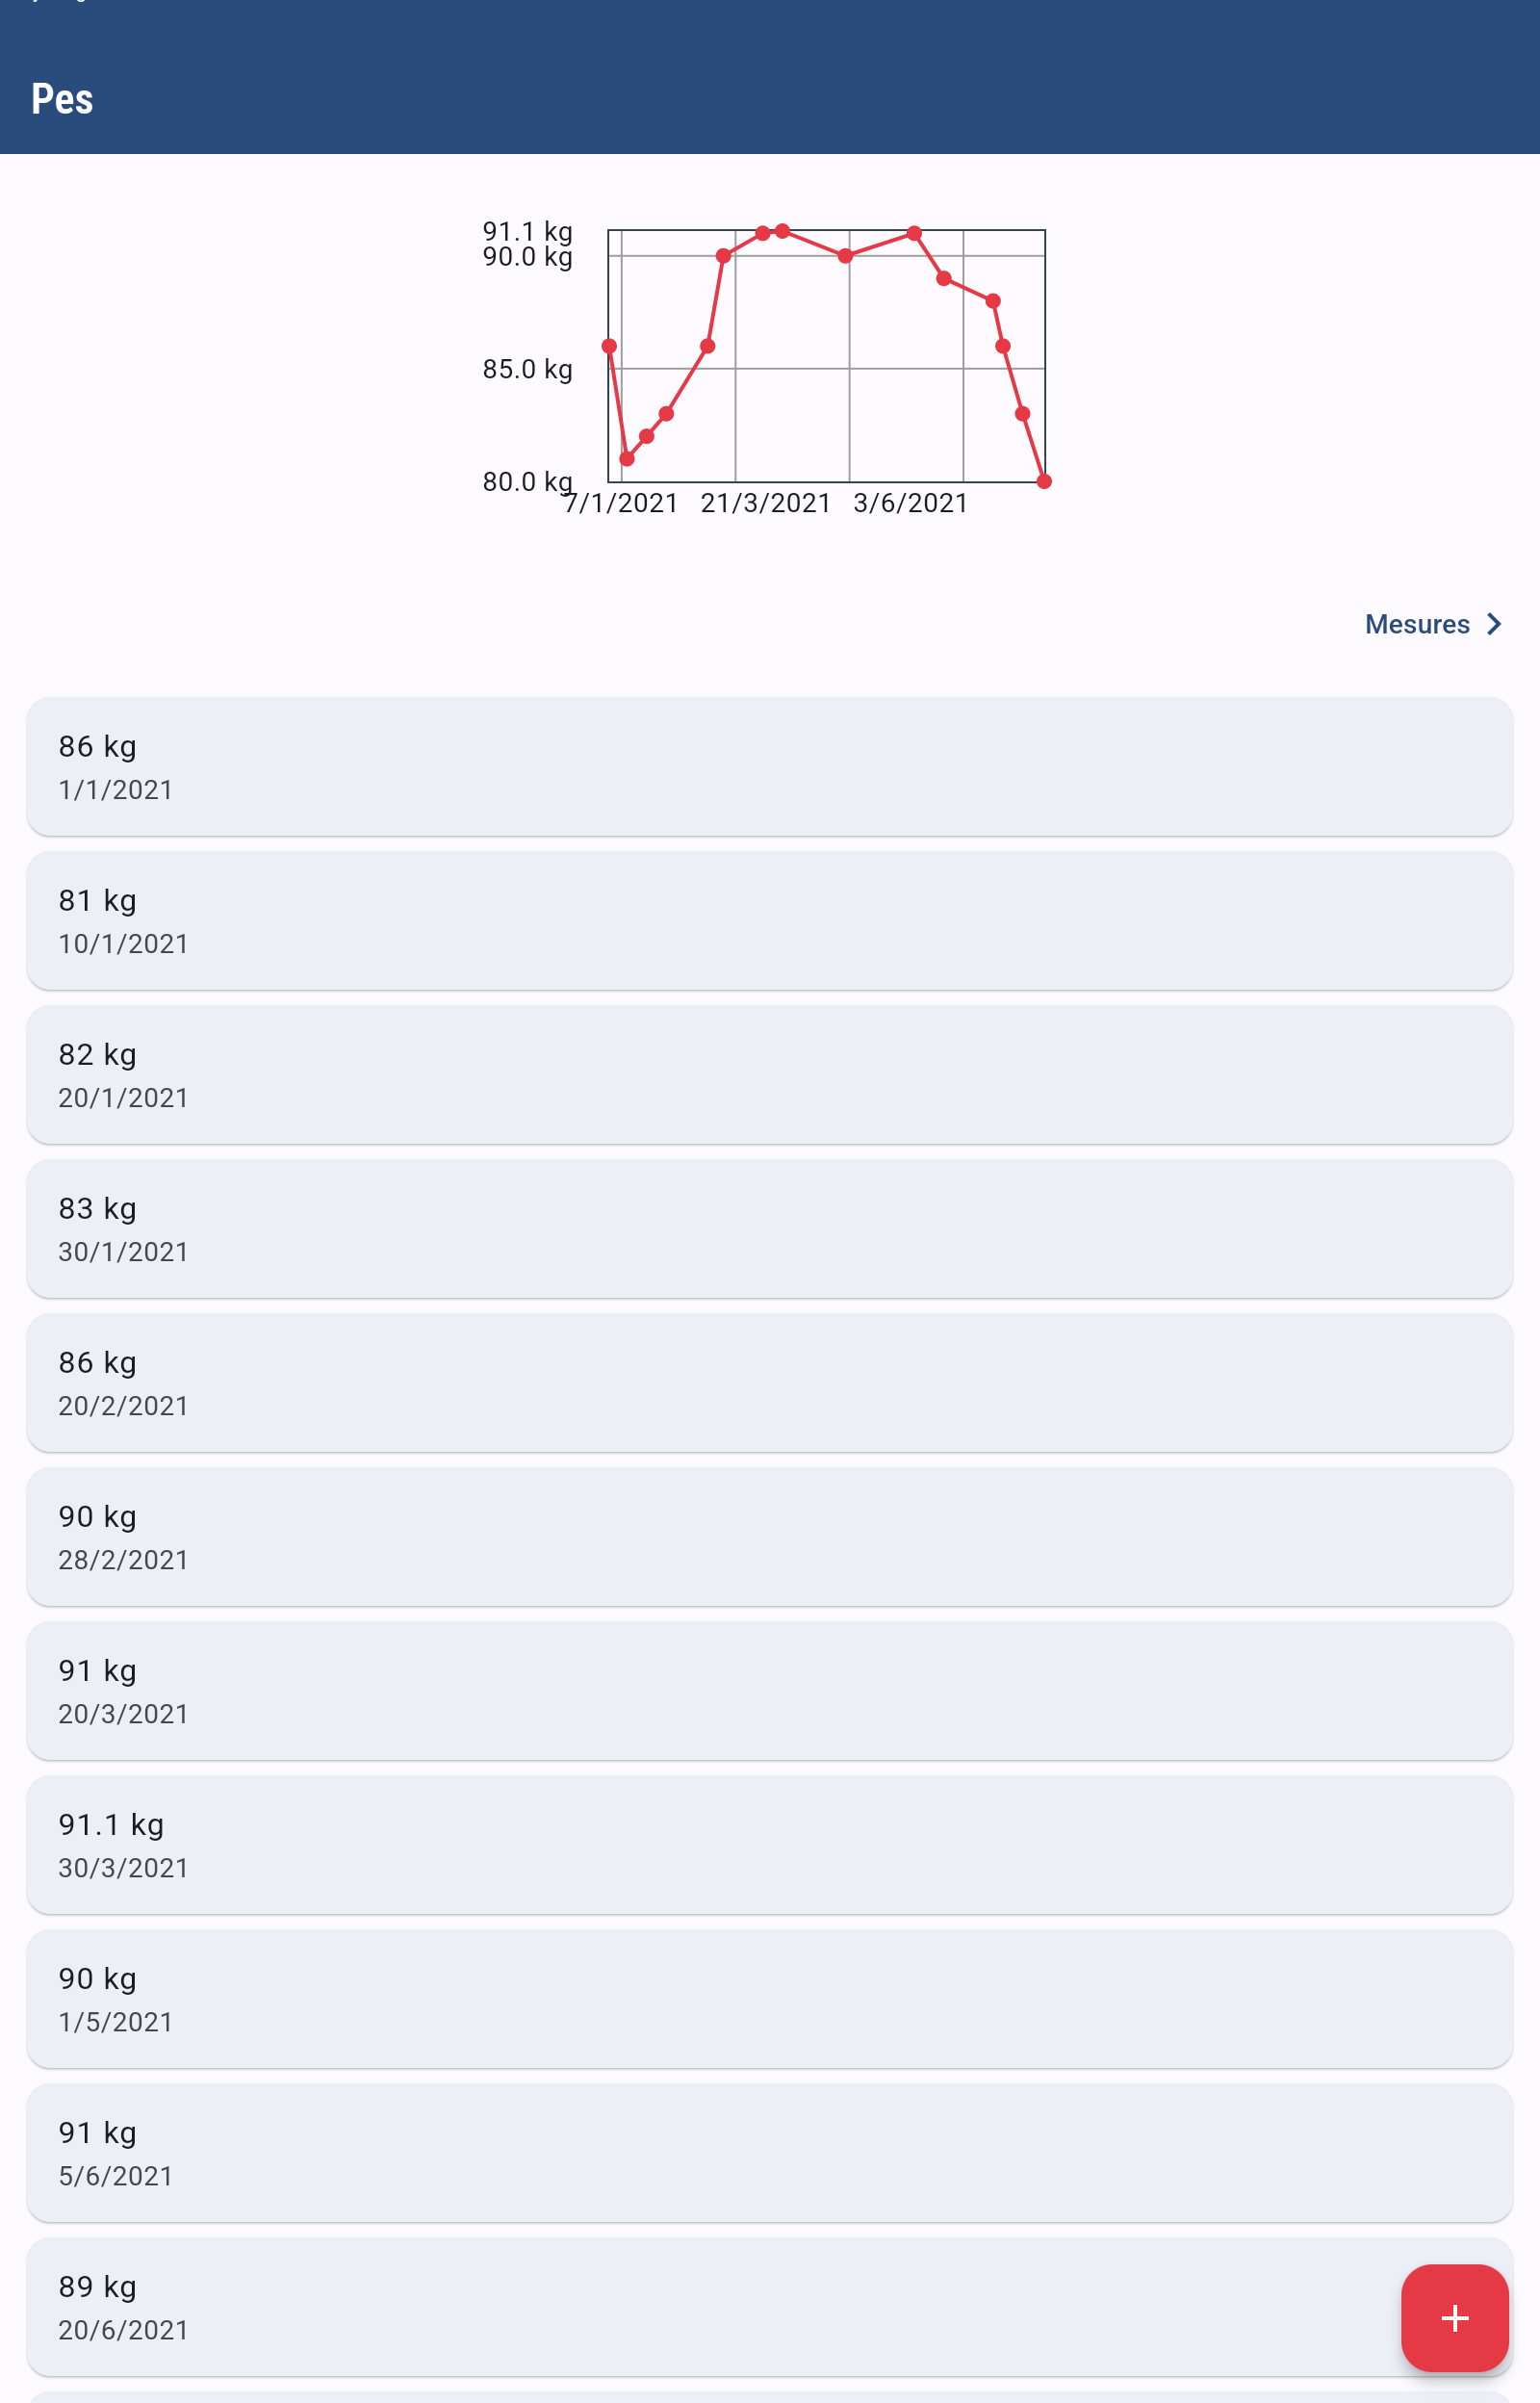 Pes
91.1 kg
90.0 kg
85.0 kg
80.0 kg
7/1/2021 21/3/2021 3/6/2021
Mesures
86 kg
1/1/2021
81 kg
10/1/2021
82 kg
20/1/2021
83 kg
30/1/2021
86 kg
20/2/2021
90 kg
28/2/2021
91 kg
20/3/2021
91.1 kg
30/3/2021
90 kg
1/5/2021
91 kg
5/6/2021
89 kg
20/6/2021